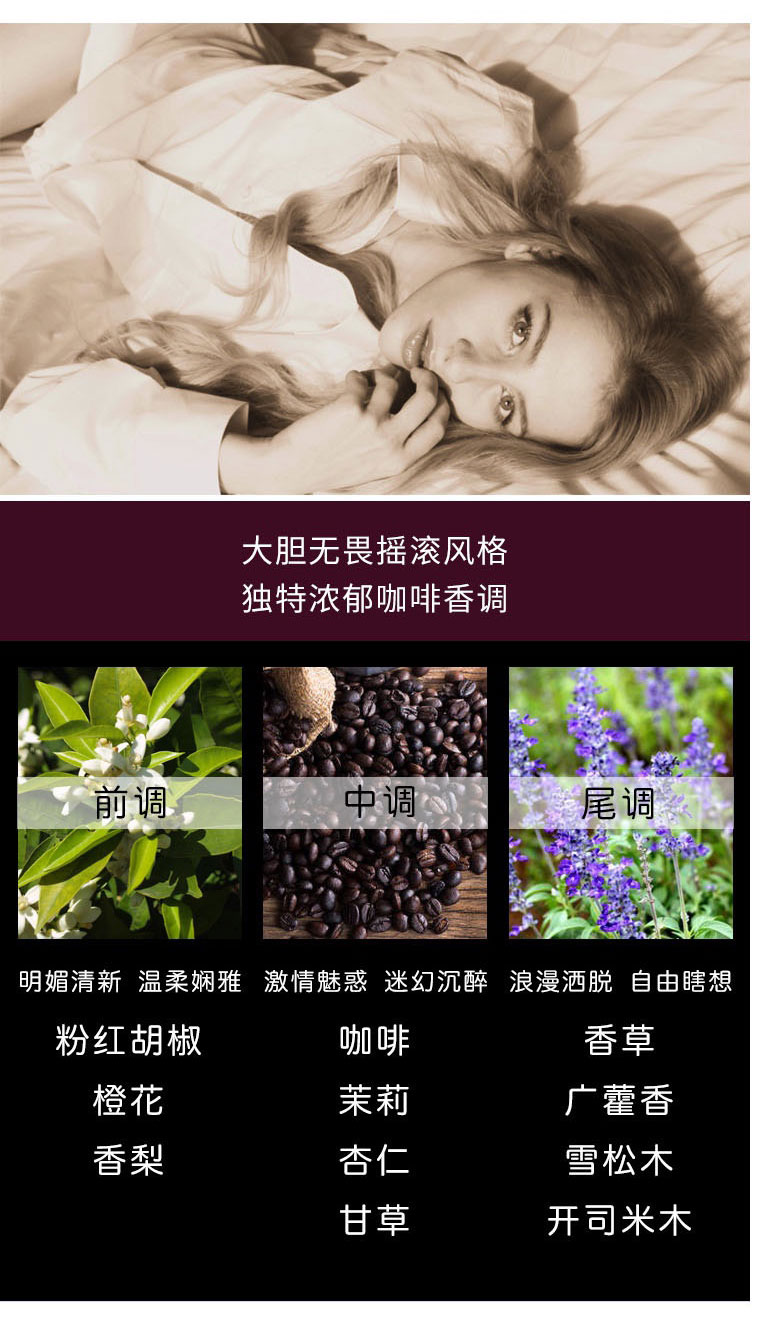 大胆无畏摇滚风格
独特浓郁咖啡香调
前调
中调
尾调
明媚清新 温柔娴雅
激情魅惑 迷幻沉醉
浪漫洒脱 自由瞎想
粉红胡椒
咖啡
香草
橙花
茉莉
广藿香
香梨
杏仁
雪松木
甘草
开司米木